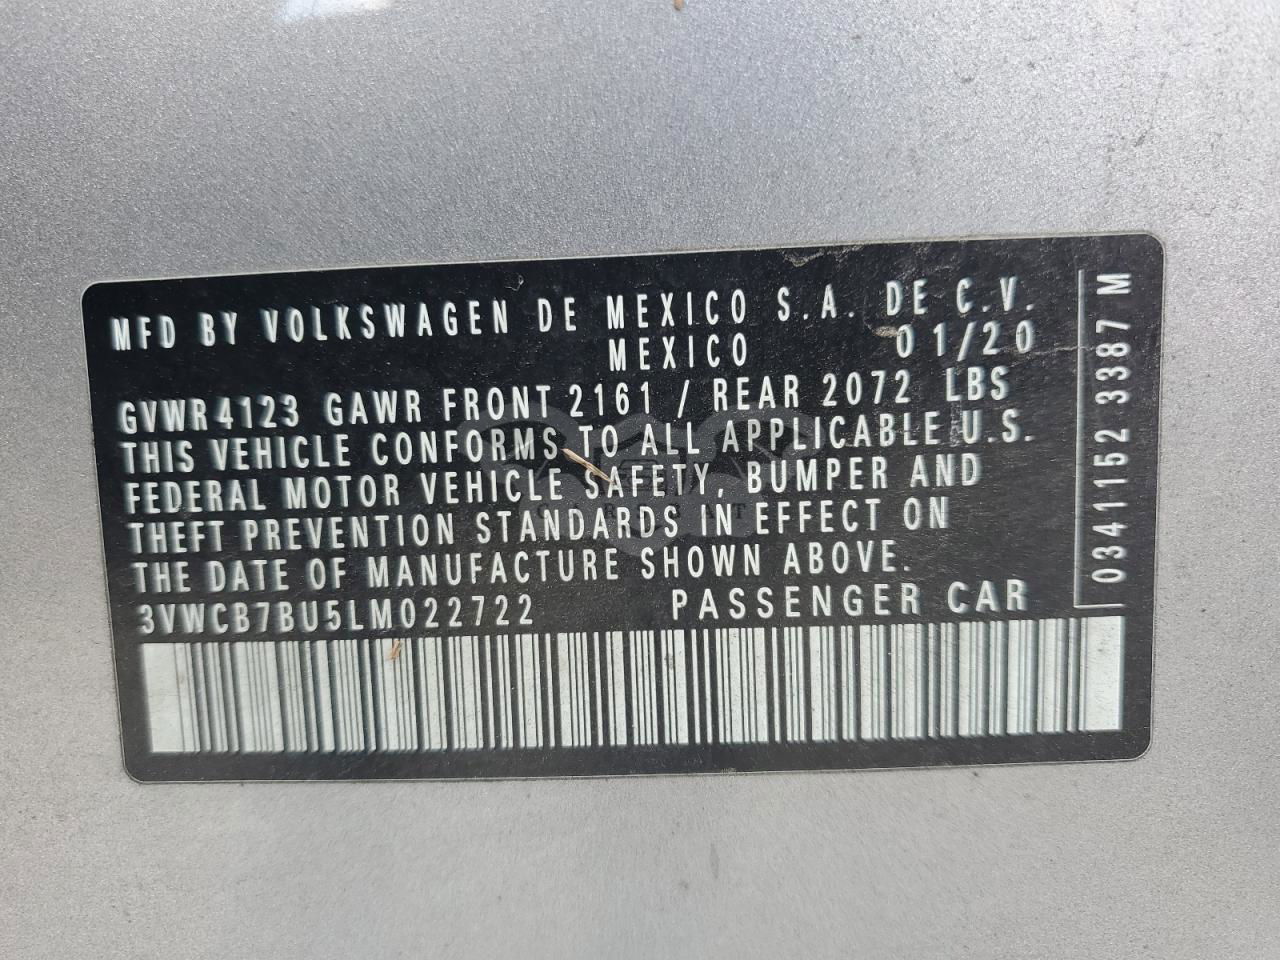 MFD BY VOLKSWAGEN DE MEXICO S.A. DE C.V.
MEXICO 01/20
GVWR 4123 GAWR FRONT 2161 / REAR 2072 LBS
THIS VEHICLE CONFORMS TO ALL APPLICABLE U.S.
FEDERAL MOTOR VEHICLE SAFETY, BUMPER AND
THEFT PREVENTION STANDARDS IN EFFECT ON
THE DATE OF MANUFACTURE SHOWN ABOVE.
3VWCB7BU5LM022722 PASSENGER CAR
0341152 3387 M